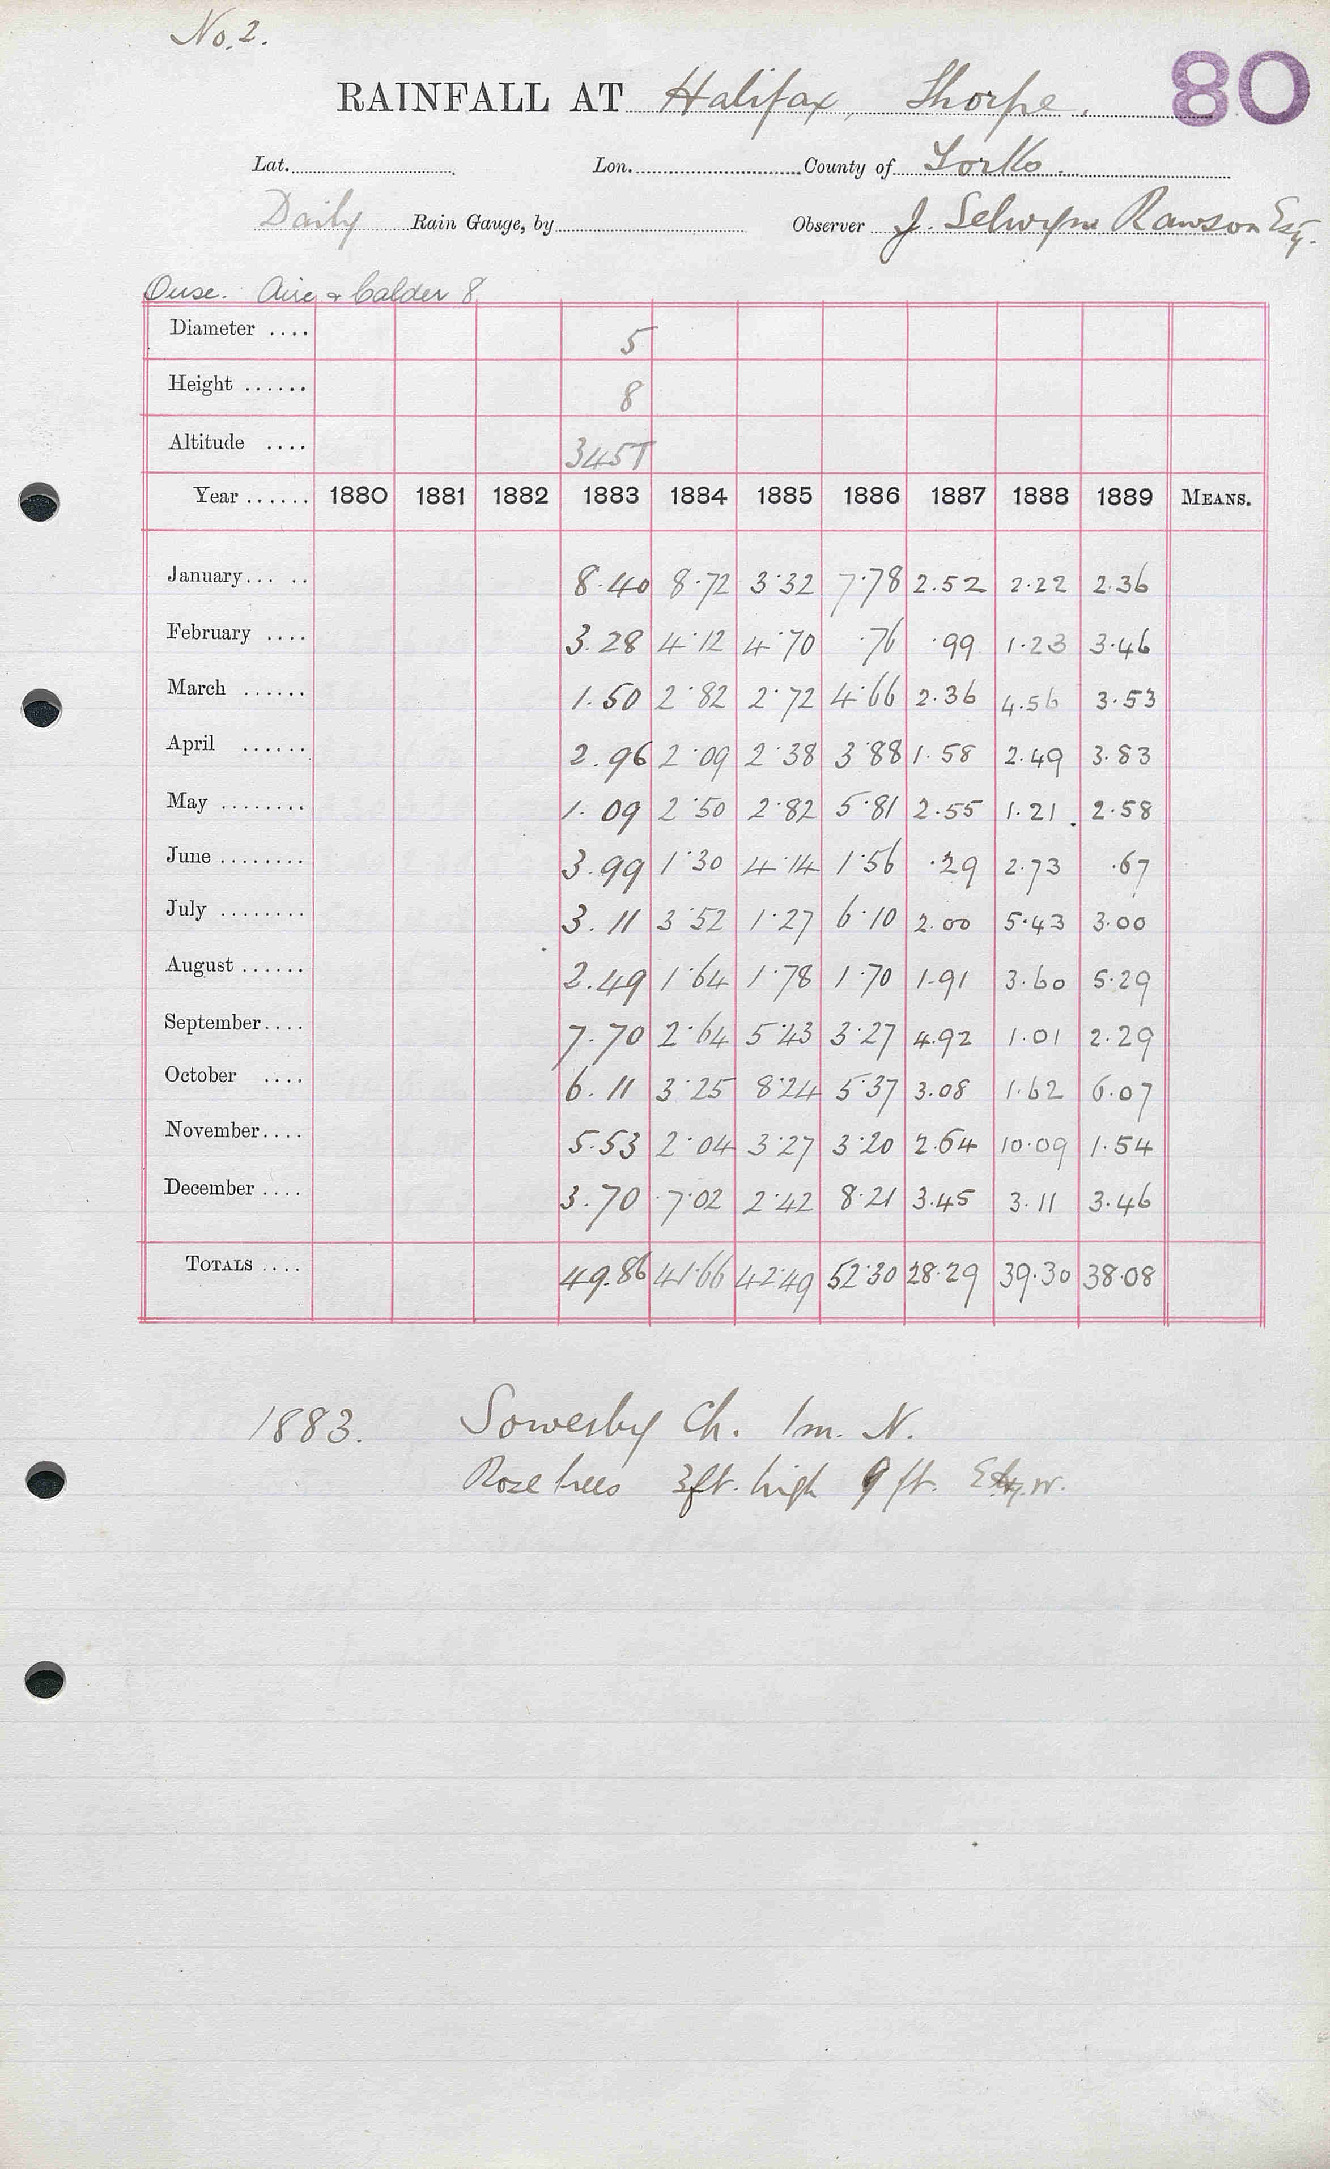 No. 2.
80
RAINFALL AT Halifax, Thorpe.
Lat. Lon. County of Yorks.
Daily Rain Gauge, by Observer J. Selwyn Rawson Esq.
Ouse. Aire & Calder 8
Diameter .... 5
Height ...... 8
Altitude .... 345T
Year ...... 1880 1881 1882 1883 1884 1885 1886 1887 1888 1889 MEANS.
January... .. 8.40 8.72 3.32 7.78 2.52 2.22 2.36
February .... 3.28 4.12 4.70 .76 .99 1.23 3.46
March ...... 1.50 2.82 2.72 4.66 2.36 4.56 3.53
April ...... 2.96 2.09 2.38 3.88 1.58 2.49 3.83
May ........ 1.09 2.50 2.82 5.81 2.55 1.21 2.58
June ........ 3.99 1.30 4.14 1.56 .29 2.73 .67
July ........ 3.11 3.52 1.27 6.10 2.00 5.43 3.00
August ...... 2.49 1.64 1.78 1.70 1.91 3.60 5.29
September.... 7.70 2.64 5.43 3.27 4.92 1.01 2.29
October .... 6.11 3.25 8.24 5.37 3.08 1.62 6.07
November.... 5.53 2.04 3.27 3.20 2.64 10.09 1.54
December .... 3.70 7.02 2.42 8.21 3.45 3.11 3.46
TOTALS .... 49.86 41.66 42.49 52.30 28.29 39.30 38.08
1883. Sowerby Ch. 1m. N.
Rose trees 3ft. high 9 ft.